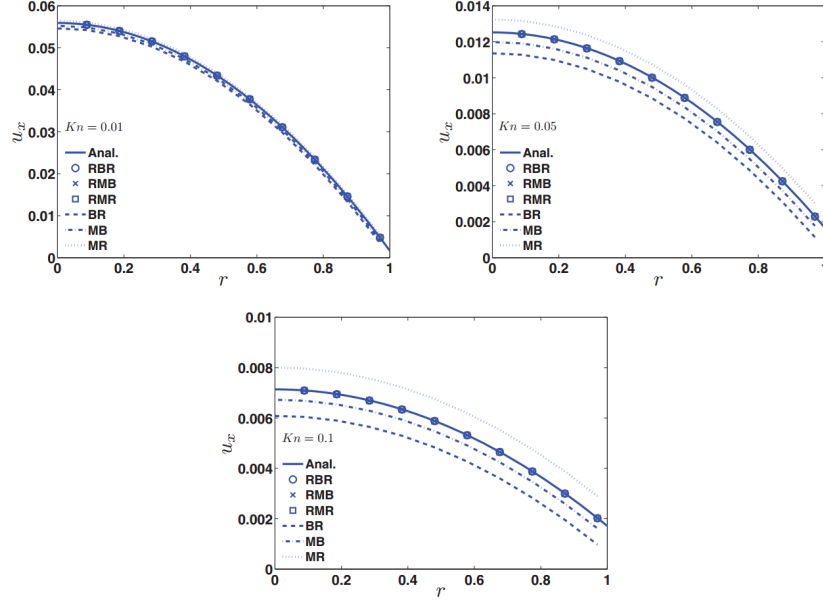 0.06
0.05
0.04
0.03
0.02
0.01
0
u_x
Kn = 0.01
Anal.
RBR
RMB
RMR
BR
MB
MR
0 0.2 0.4 0.6 0.8 1
r
0.014
0.012
0.01
0.008
0.006
0.004
0.002
u_x
Kn = 0.05
Anal.
RBR
RMB
RMR
BR
MB
MR
0 0.2 0.4 0.6 0.8 1
r
0.01
0.008
0.006
0.004
0.002
0
u_x
Kn = 0.1
Anal.
RBR
RMB
RMR
BR
MB
MR
0 0.2 0.4 0.6 0.8 1
r